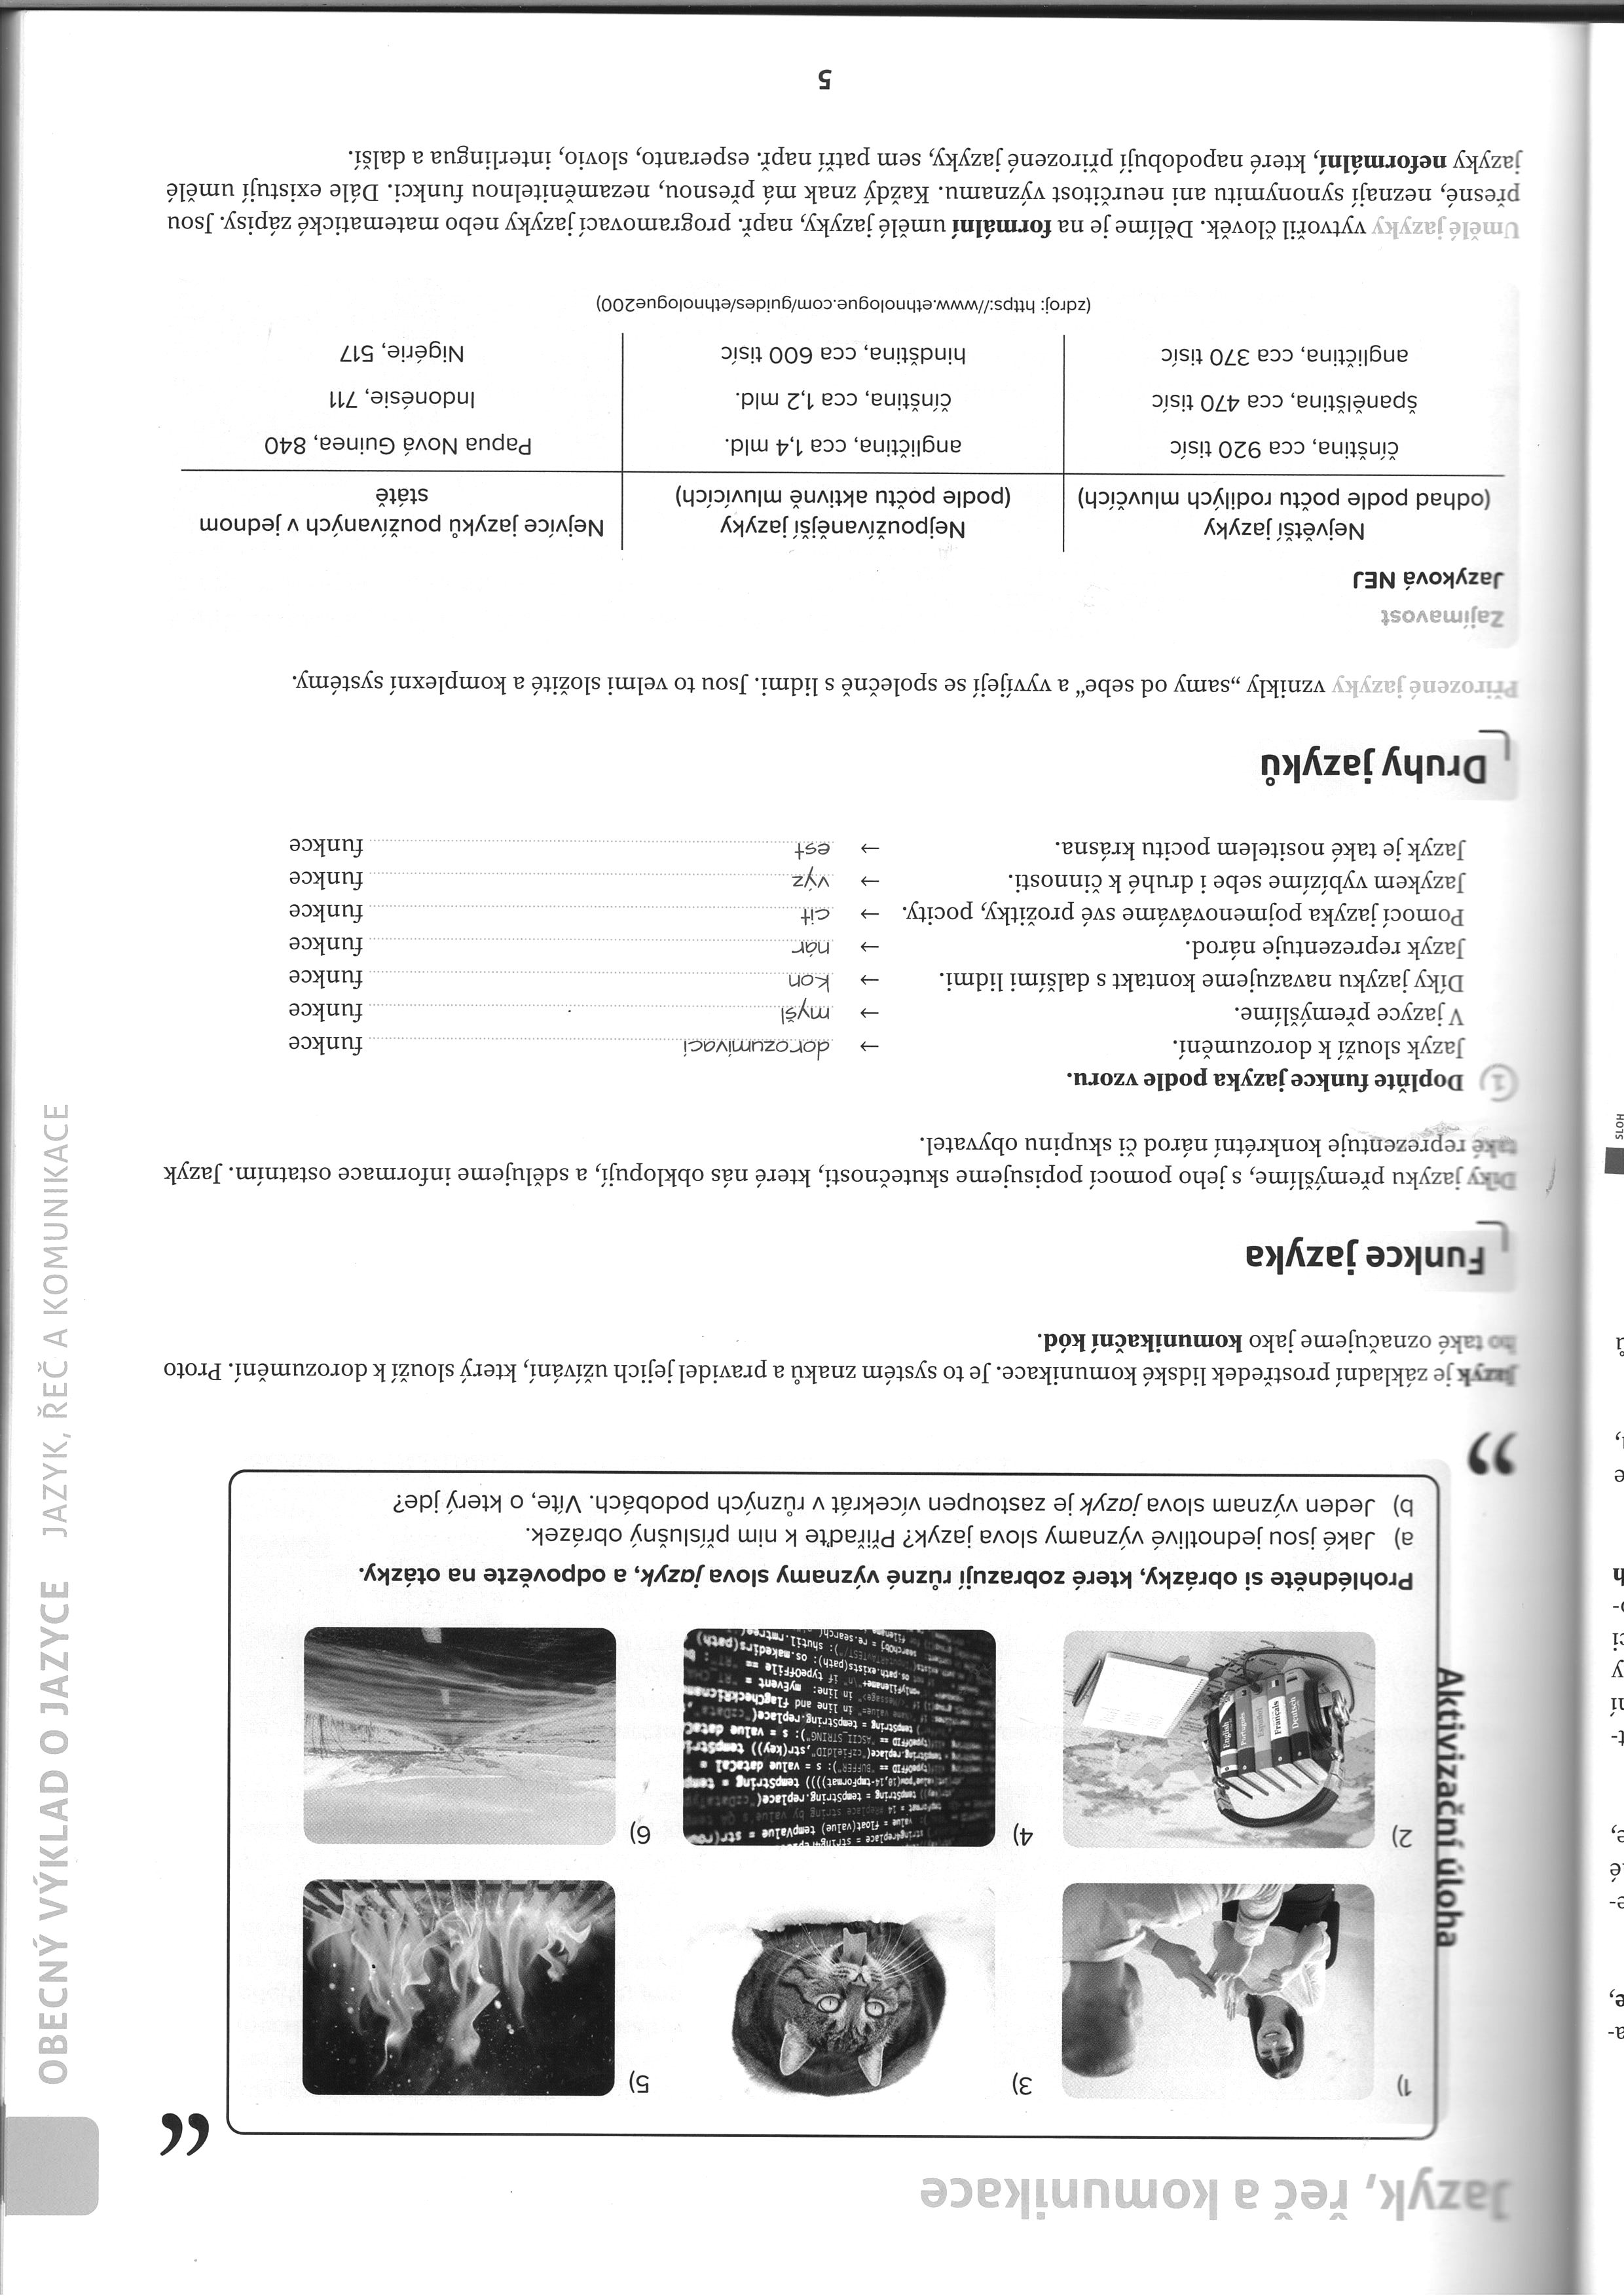 OBECNÝ VÝKLAD O JAZYCE JAZYK, ŘEČ A KOMUNIKACE
Jazyk, řeč a komunikace
Aktivizační úloha
1)
3)
5)
2)
4)
6)
English
Português
Español
Français
Deutsch
Prohlédněte si obrázky, které zobrazují různé významy slova jazyk, a odpovězte na otázky.
a) Jaké jsou jednotlivé významy slova jazyk? Přiřaďte k nim příslušný obrázek.
b) Jeden význam slova jazyk je zastoupen vícekrát v různých podobách. Víte, o který jde?
Jazyk je základní prostředek lidské komunikace. Je to systém znaků a pravidel jejich užívání, který slouží k dorozumění. Proto
ho také označujeme jako komunikační kód.
Funkce jazyka
Díky jazyku přemýšlíme, s jeho pomocí popisujeme skutečnosti, které nás obklopují, a sdělujeme informace ostatním. Jazyk
také reprezentuje konkrétní národ či skupinu obyvatel.
1 Doplňte funkce jazyka podle vzoru.
Jazyk slouží k dorozumění. → dorozumívací funkce
V jazyce přemýšlíme. → myšl funkce
Díky jazyku navazujeme kontakt s dalšími lidmi. → kon funkce
Jazyk reprezentuje národ. → nár funkce
Pomocí jazyka pojmenováváme své prožitky, pocity. → cit funkce
Jazykem vybízíme sebe i druhé k činnosti. → výz funkce
Jazyk je také nositelem pocitu krásna. → est funkce
Druhy jazyků
Přirozené jazyky vznikly „samy od sebe“ a vyvíjejí se společně s lidmi. Jsou to velmi složité a komplexní systémy.
Zajímavost
Jazyková NEJ
Největší jazyky
(odhad podle počtu rodilých mluvčích)
Nejpoužívanější jazyky
(podle počtu aktivně mluvících)
Nejvíce jazyků používaných v jednom
státě
čínština, cca 920 tisíc
angličtina, cca 1,4 mld.
Papua Nová Guinea, 840
španělština, cca 470 tisíc
čínština, cca 1,2 mld.
Indonésie, 711
angličtina, cca 370 tisíc
hindština, cca 600 tisíc
Nigérie, 517
(zdroj: https://www.ethnologue.com/guides/ethnologue200)
Umělé jazyky vytvořil člověk. Dělíme je na formální umělé jazyky, např. programovací jazyky nebo matematické zápisy. Jsou
přesné, neznají synonymitu ani neurčitost významu. Každý znak má přesnou, nezaměnitelnou funkci. Dále existují umělé
jazyky neformální, které napodobují přirozené jazyky, sem patří např. esperanto, slovio, interlingua a další.
5
SLOH